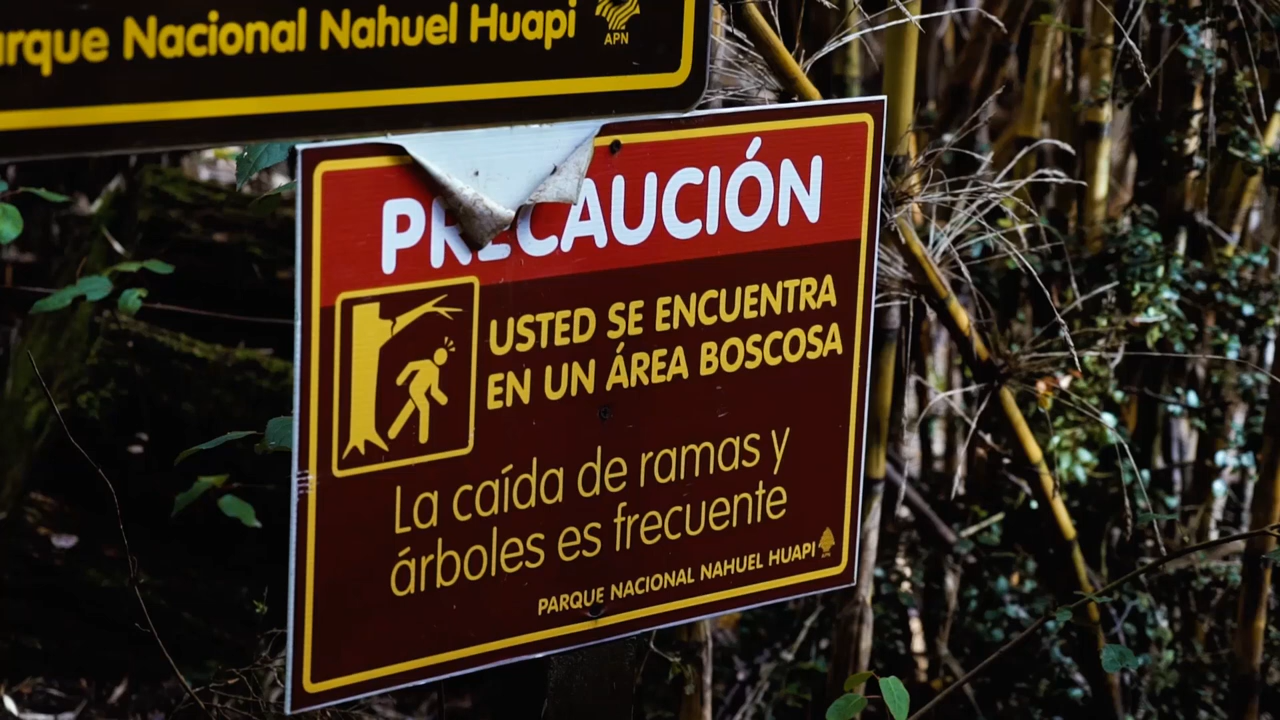 arque Nacional Nahuel Huapi
APN
PRECAUCIÓN
USTED SE ENCUENTRA
EN UN ÁREA BOSCOSA
La caída de ramas y
árboles es frecuente
PARQUE NACIONAL NAHUEL HUAPI